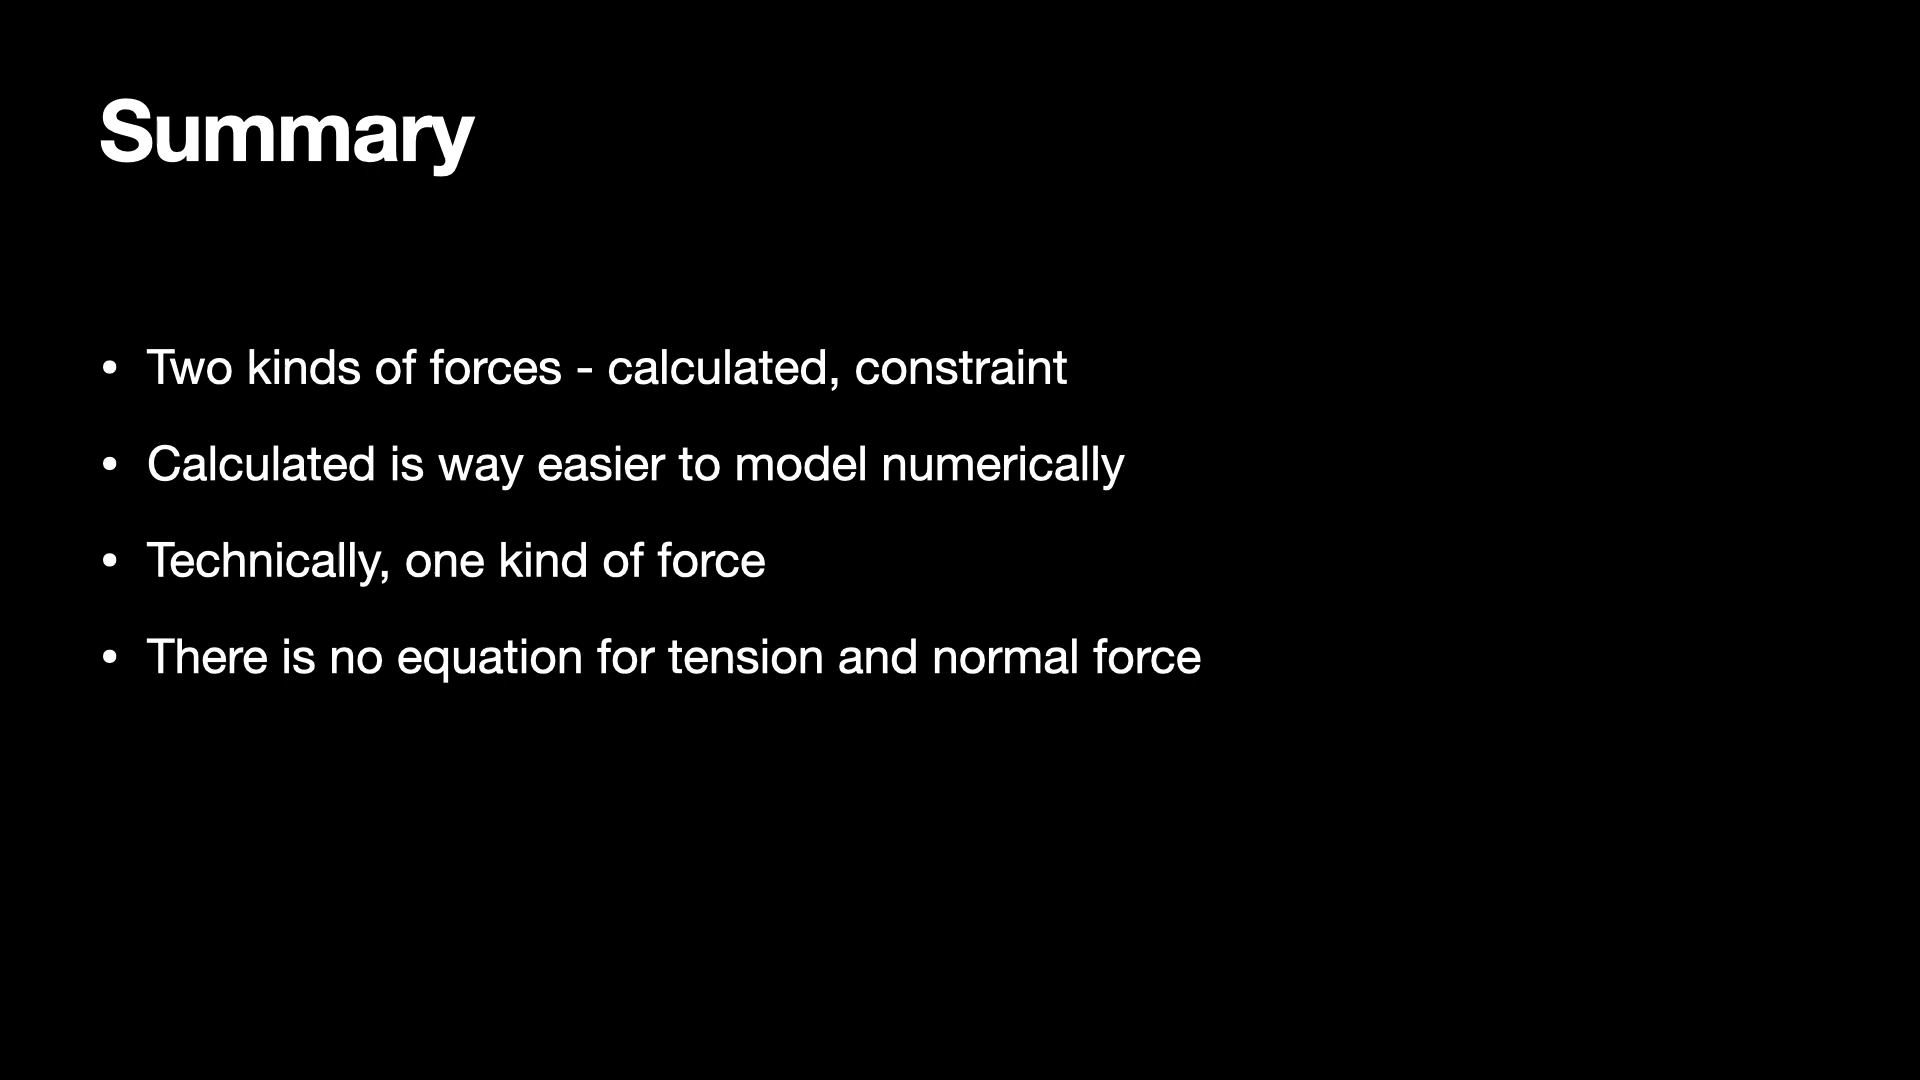 Summary
• Two kinds of forces - calculated, constraint
• Calculated is way easier to model numerically
• Technically, one kind of force
• There is no equation for tension and normal force